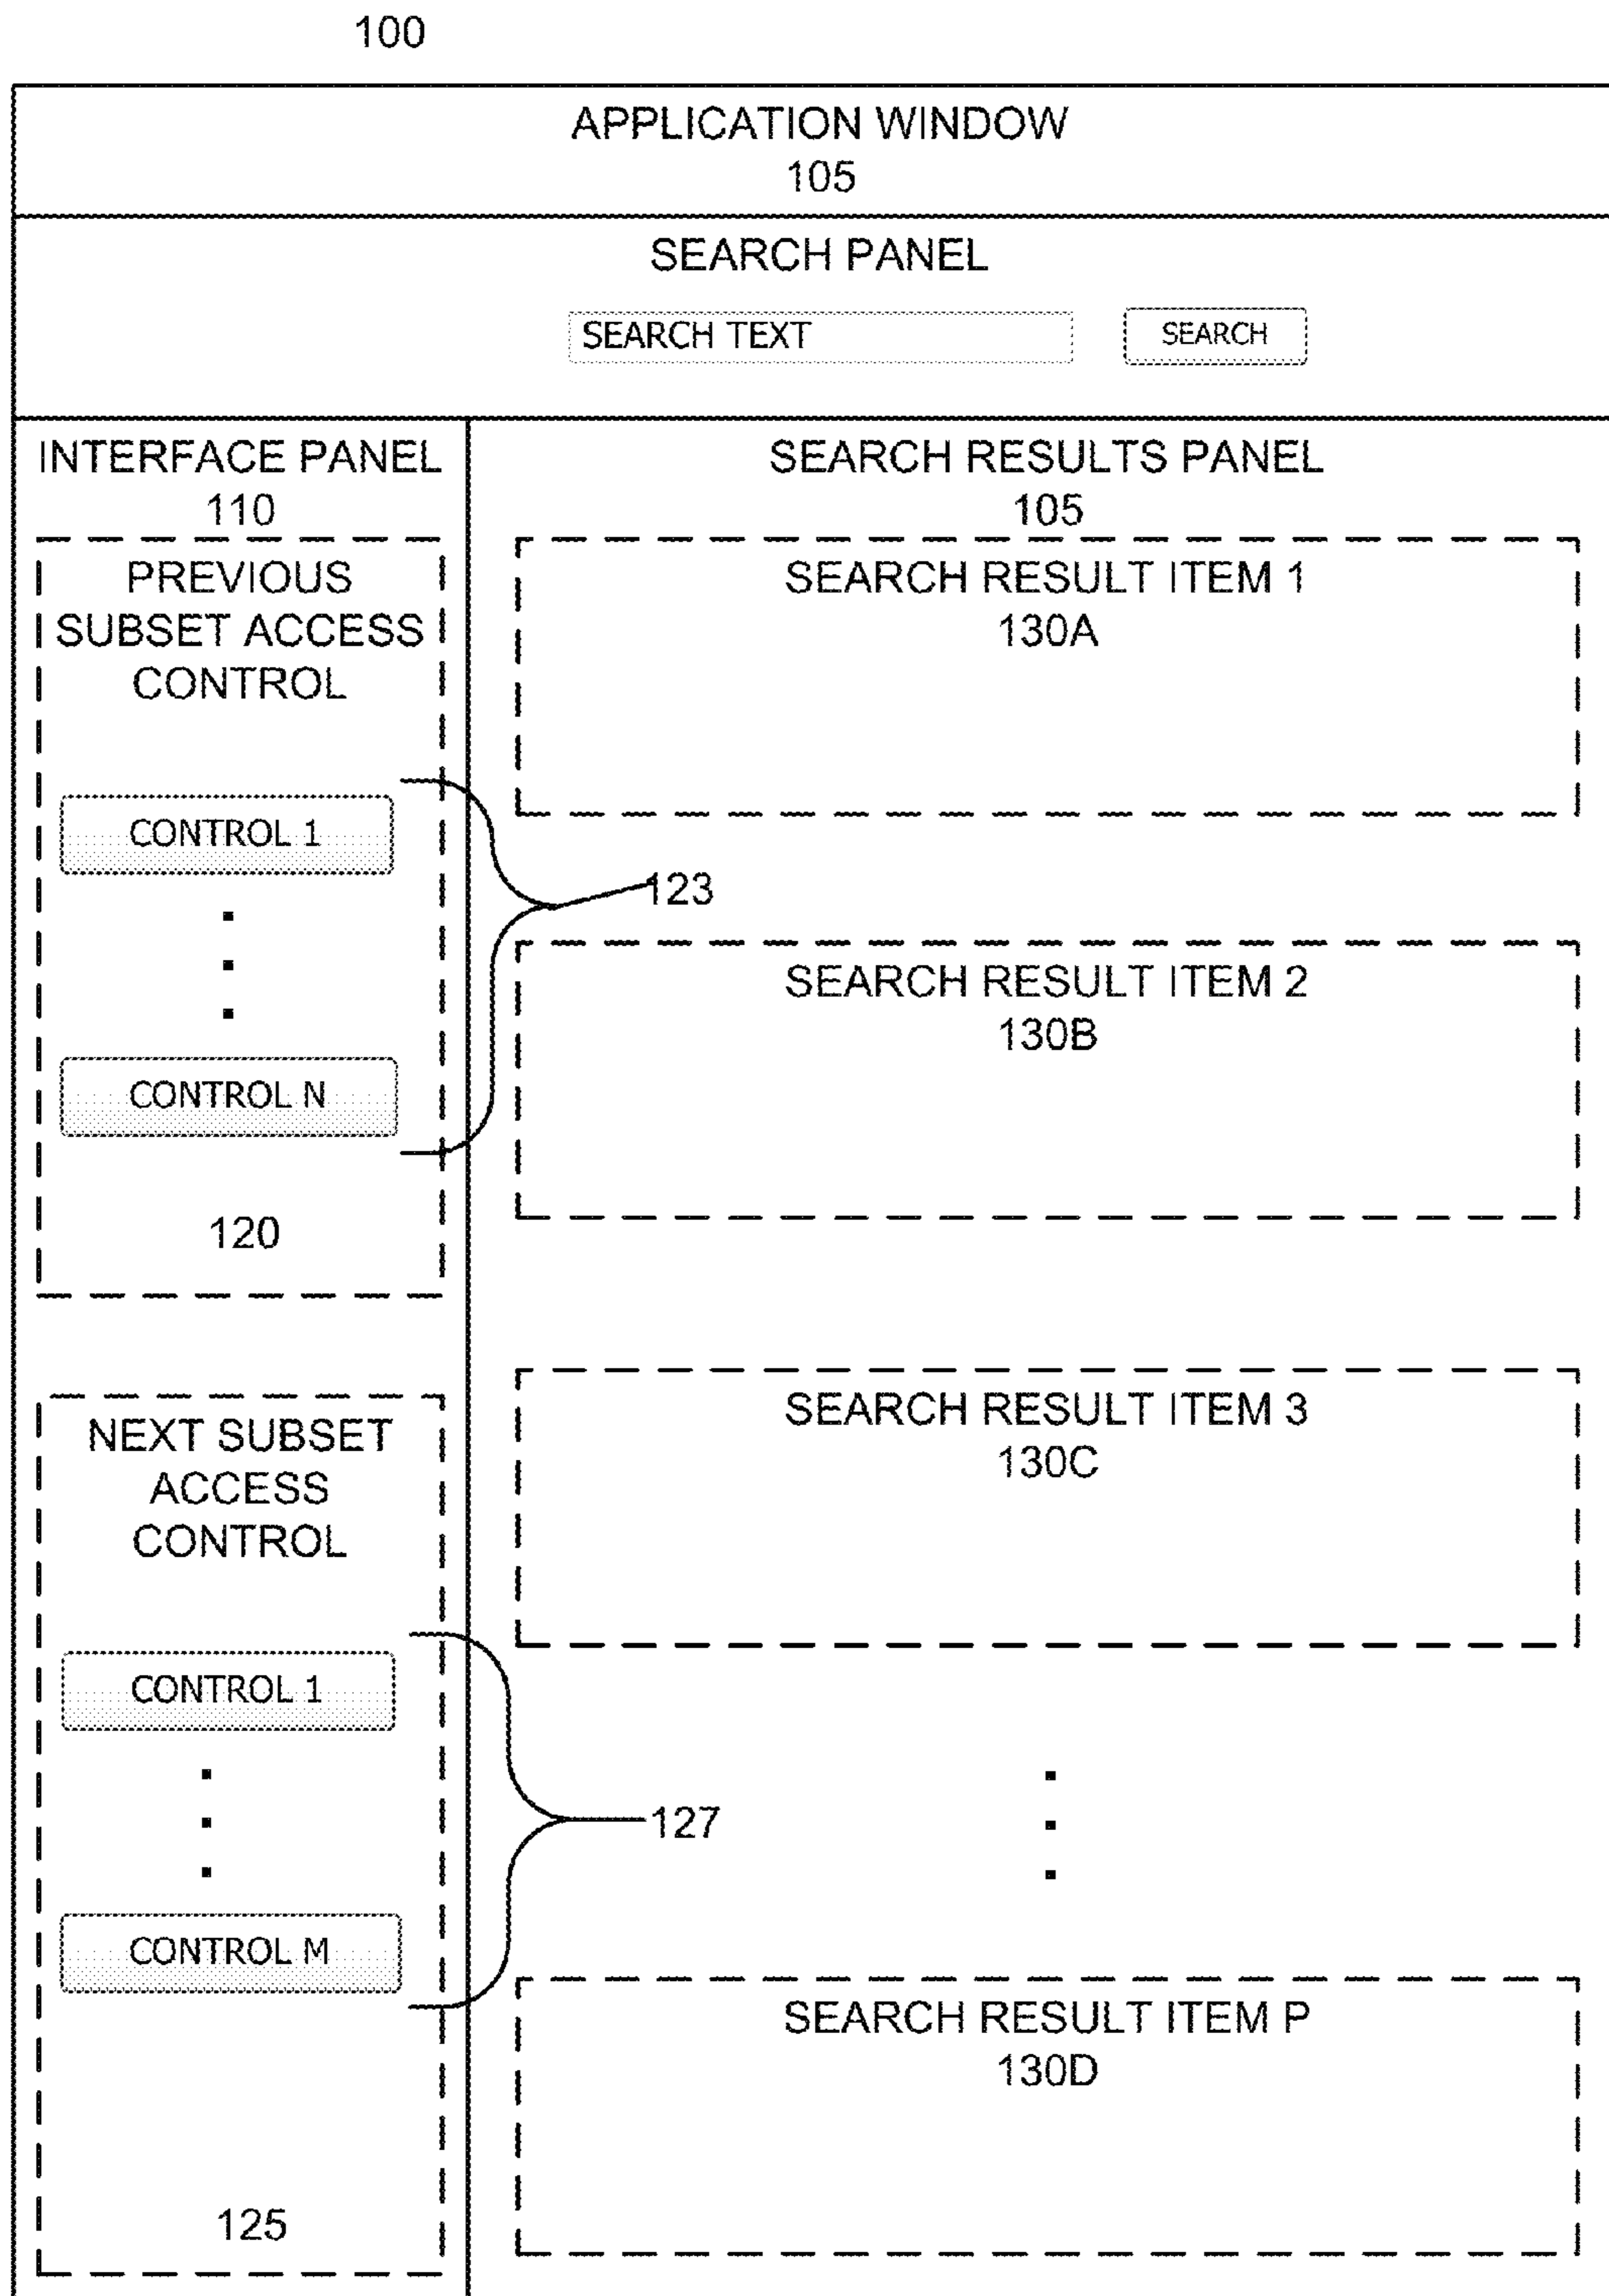 100
APPLICATION WINDOW
105
SEARCH PANEL
SEARCH TEXT
SEARCH
INTERFACE PANEL
110
PREVIOUS
SUBSET ACCESS
CONTROL
CONTROL 1
CONTROL N
123
120
NEXT SUBSET
ACCESS
CONTROL
CONTROL 1
CONTROL M
127
125
SEARCH RESULTS PANEL
105
SEARCH RESULT ITEM 1
130A
SEARCH RESULT ITEM 2
130B
SEARCH RESULT ITEM 3
130C
SEARCH RESULT ITEM P
130D